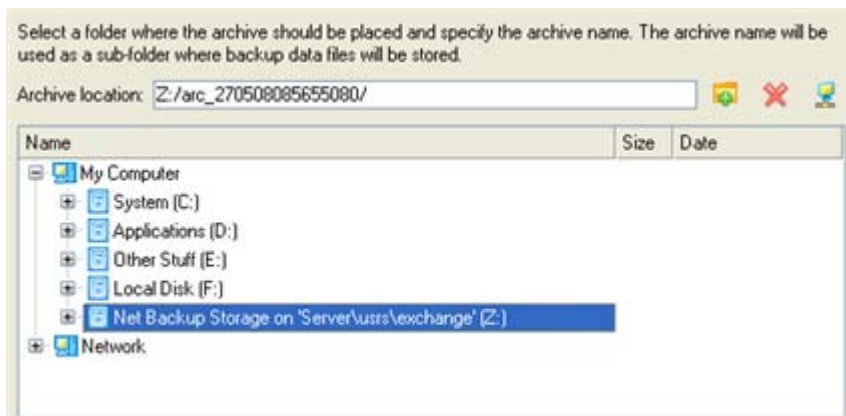 Select a folder where the archive should be placed and specify the archive name. The archive name will be
used as a sub-folder where backup data files will be stored.
Archive location: Z:/arc_270508085655080/
Name Size Date
My Computer
System (C:)
Applications (D:)
Other Stuff (E:)
Local Disk (F:)
Net Backup Storage on 'Server\usrs\exchange' (Z:)
Network